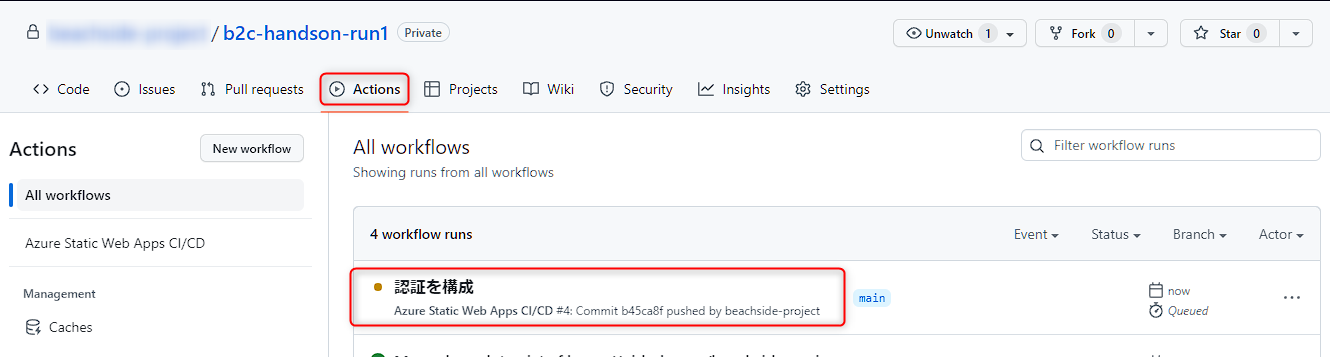 / b2c-handson-run1 Private
Unwatch 1 Fork 0 Star 0
Code Issues Pull requests Actions Projects Wiki Security Insights Settings
Actions New workflow
All workflows
Azure Static Web Apps CI/CD
Management
Caches
All workflows
Showing runs from all workflows
Filter workflow runs
4 workflow runs Event Status Branch Actor
認証を構成
Azure Static Web Apps CI/CD #4: Commit b45ca8f pushed by beachside-project
main
now
Queued